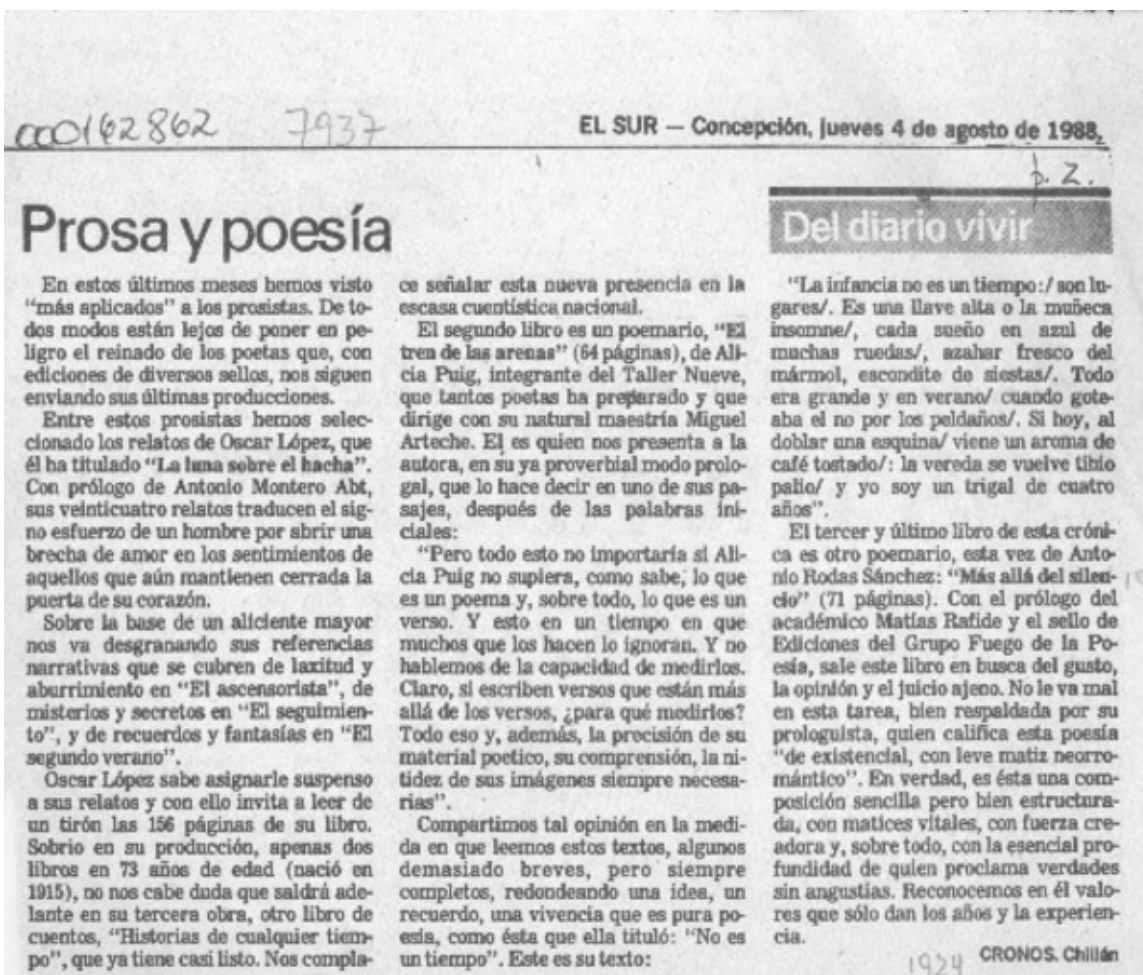 000162862 7937
EL SUR — Concepción, jueves 4 de agosto de 1988,
p. 2.
Prosa y poesía
Del diario vivir
En estos últimos meses hemos visto
"más aplicados" a los prosistas. De to-
dos modos están lejos de poner en pe-
ligro el reinado de los poetas que, con
ediciones de diversos sellos, nos siguen
enviando sus últimas producciones.
Entre estos prosistas hemos selec-
cionado los relatos de Oscar López, que
él ha titulado "La luna sobre el hacha".
Con prólogo de Antonio Montero Abt,
sus veinticuatro relatos traducen el sig-
no esfuerzo de un hombre por abrir una
brecha de amor en los sentimientos de
aquellos que aún mantienen cerrada la
puerta de su corazón.
Sobre la base de un aliciente mayor
nos va desgranando sus referencias
narrativas que se cubren de laxitud y
aburrimiento en "El ascensorista", de
misterios y secretos en "El seguimien-
to", y de recuerdos y fantasías en "El
segundo verano".
Oscar López sabe asignarle suspenso
a sus relatos y con ello invita a leer de
un tirón las 156 páginas de su libro.
Sobrio en su producción, apenas dos
libros en 73 años de edad (nació en
1915), no nos cabe duda que saldrá ade-
lante en su tercera obra, otro libro de
cuentos, "Historias de cualquier tiem-
po", que ya tiene casi listo. Nos compla-
ce señalar esta nueva presencia en la
escasa cuentística nacional.
El segundo libro es un poemario, "El
tren de las arenas" (64 páginas), de Ali-
cia Puig, integrante del Taller Nueve,
que tantos poetas ha preparado y que
dirige con su natural maestría Miguel
Arteche. El es quien nos presenta a la
autora, en su ya proverbial modo prolo-
gal, que lo hace decir en uno de sus pa-
sajes, después de las palabras ini-
ciales:
"Pero todo esto no importaría si Ali-
cia Puig no supiera, como sabe, lo que
es un poema y, sobre todo, lo que es un
verso. Y esto en un tiempo en que
muchos que los hacen lo ignoran. Y no
hablemos de la capacidad de medirlos.
Claro, si escriben versos que están más
allá de los versos, ¿para qué medirlos?
Todo eso y, además, la precisión de su
material poetico, su comprensión, la ni-
tidez de sus imágenes siempre necesa-
rias".
Compartimos tal opinión en la medi-
da en que leemos estos textos, algunos
demasiado breves, pero siempre
completos, redondeando una idea, un
recuerdo, una vivencia que es pura po-
esía, como ésta que ella tituló: "No es
un tiempo". Este es su texto:
"La infancia no es un tiempo:/ son lu-
gares/. Es una llave alta o la muñeca
insomne/, cada sueño en azul de
muchas ruedas/, azahar fresco del
mármol, escondite de siestas/. Todo
era grande y en verano/ cuando gote-
aba el no por los peldaños/. Si hoy, al
doblar una esquina/ viene un aroma de
café tostado/: la vereda se vuelve tibio
palio/ y yo soy un trigal de cuatro
años".
El tercer y último libro de esta cróni-
ca es otro poemario, esta vez de Anto-
nio Rodas Sánchez: "Más allá del silen-
cio" (71 páginas). Con el prólogo del
académico Matías Rafide y el sello de
Ediciones del Grupo Fuego de la Po-
esía, sale este libro en busca del gusto,
la opinión y el juicio ajeno. No le va mal
en esta tarea, bien respaldada por su
prologuista, quien califica esta poesía
"de existencial, con leve matiz neorro-
mántico". En verdad, es ésta una com-
posición sencilla pero bien estructura-
da, con matices vitales, con fuerza cre-
adora y, sobre todo, con la esencial pro-
fundidad de quien proclama verdades
sin angustias. Reconocemos en él valo-
res que sólo dan los años y la experien-
cia.
CRONOS. Chillán
1924